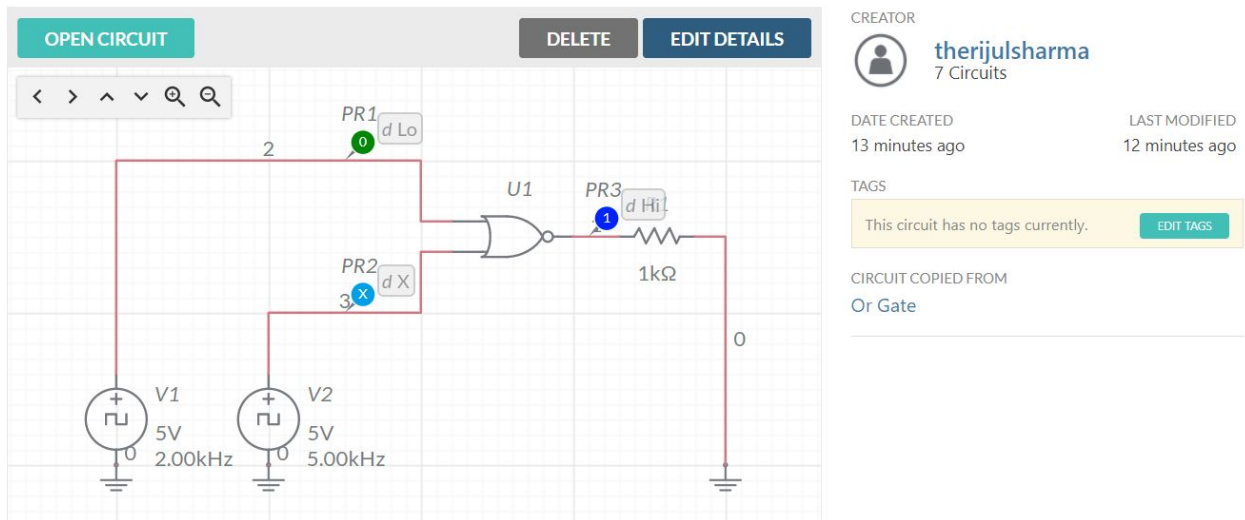 OPEN CIRCUIT
DELETE
EDIT DETAILS
PR1
0
d Lo
2
U1
PR3
1
d Hi
1kΩ
PR2
X
d X
3
0
V1
5V
2.00kHz
0
V2
5V
5.00kHz
0
CREATOR
therijulsharma
7 Circuits
DATE CREATED
LAST MODIFIED
13 minutes ago
12 minutes ago
TAGS
This circuit has no tags currently.
EDIT TAGS
CIRCUIT COPIED FROM
Or Gate